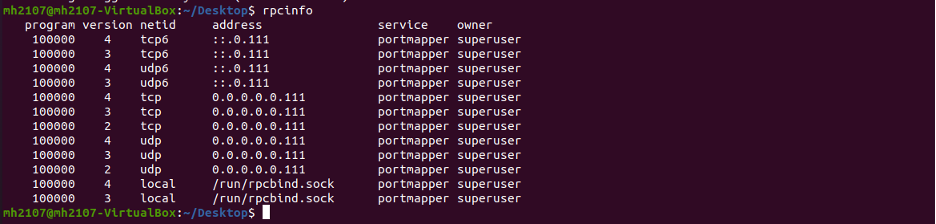 mh2107@mh2107-VirtualBox:~/Desktop$ rpcinfo
program version netid address service owner
100000 4 tcp6 ::.0.111 portmapper superuser
100000 3 tcp6 ::.0.111 portmapper superuser
100000 4 udp6 ::.0.111 portmapper superuser
100000 3 udp6 ::.0.111 portmapper superuser
100000 4 tcp 0.0.0.0.0.111 portmapper superuser
100000 3 tcp 0.0.0.0.0.111 portmapper superuser
100000 2 tcp 0.0.0.0.0.111 portmapper superuser
100000 4 udp 0.0.0.0.0.111 portmapper superuser
100000 3 udp 0.0.0.0.0.111 portmapper superuser
100000 2 udp 0.0.0.0.0.111 portmapper superuser
100000 4 local /run/rpcbind.sock portmapper superuser
100000 3 local /run/rpcbind.sock portmapper superuser
mh2107@mh2107-VirtualBox:~/Desktop$